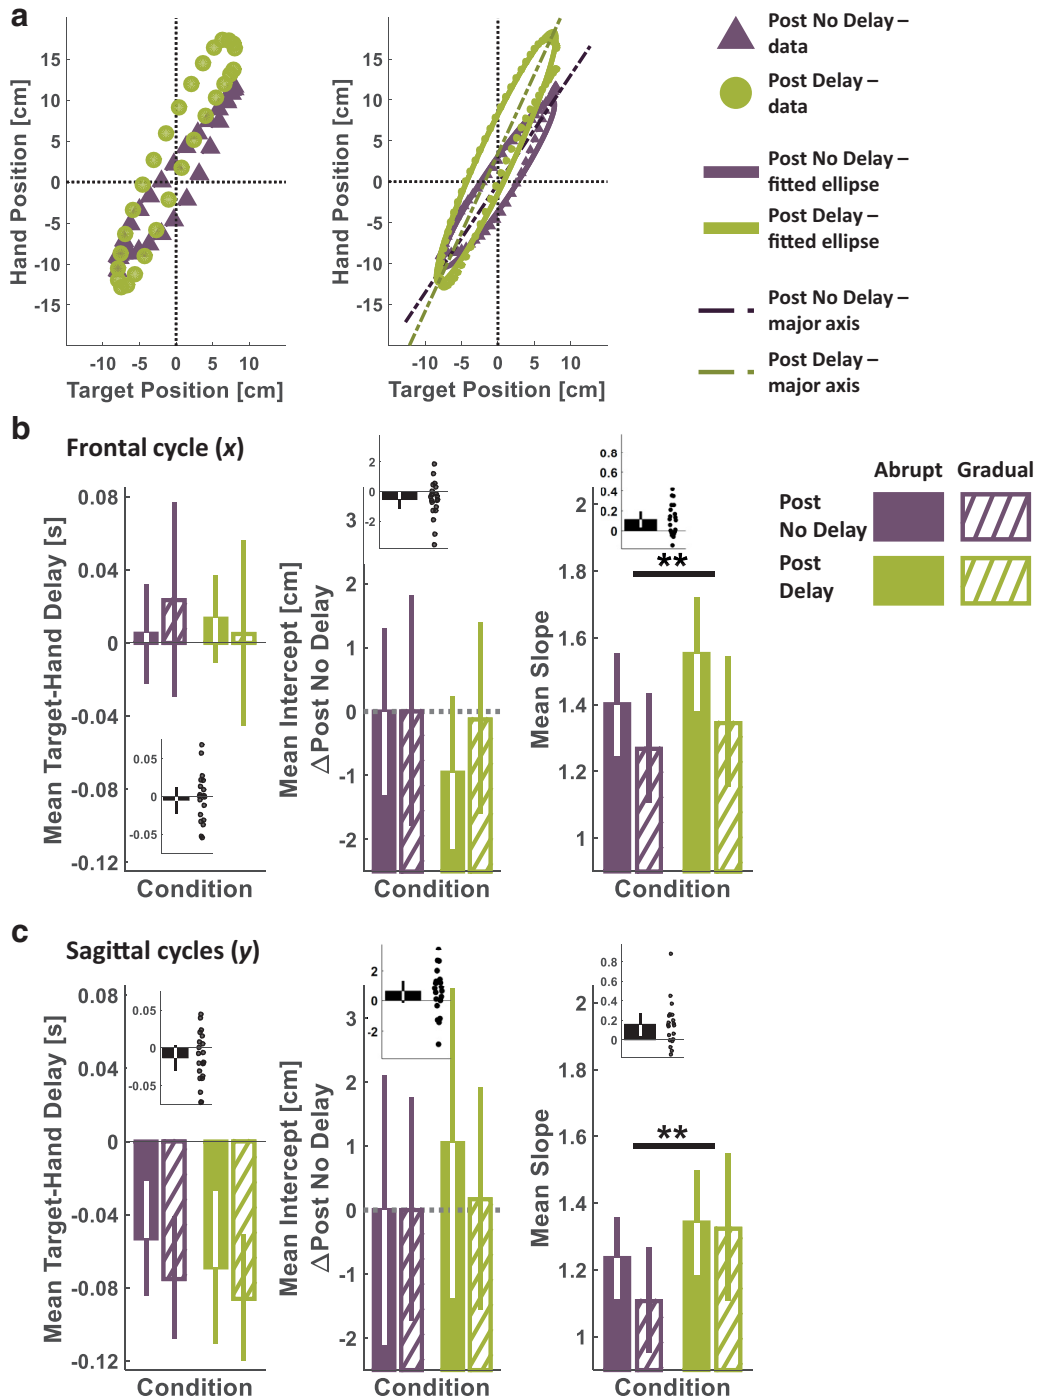 a
Hand Position [cm]
15
10
5
0
-5
-10
-15
-10 -5 0 5 10
Target Position [cm]
Hand Position [cm]
15
10
5
0
-5
-10
-15
-10 -5 0 5 10
Target Position [cm]
Post No Delay –
data
Post Delay –
data
Post No Delay –
fitted ellipse
Post Delay –
fitted ellipse
Post No Delay –
major axis
Post Delay –
major axis
b
Frontal cycle (x)
Mean Target-Hand Delay [s]
0.08
0.04
0
-0.04
-0.08
-0.12
0.05
0
-0.05
Condition
Mean Intercept [cm]
ΔPost No Delay
3
2
1
0
-1
-2
2
0
-2
Condition
Mean Slope
2
1.8
1.6
1.4
1.2
1
0.8
0.6
0.4
0.2
0
**
Condition
Abrupt Gradual
Post
No Delay
Post
Delay
c
Sagittal cycles (y)
Mean Target-Hand Delay [s]
0.08
0.04
0
-0.04
-0.08
-0.12
0.05
0
-0.05
Condition
Mean Intercept [cm]
ΔPost No Delay
3
2
1
0
-1
-2
2
0
-2
Condition
Mean Slope
2
1.8
1.6
1.4
1.2
1
0.8
0.6
0.4
0.2
0
**
Condition